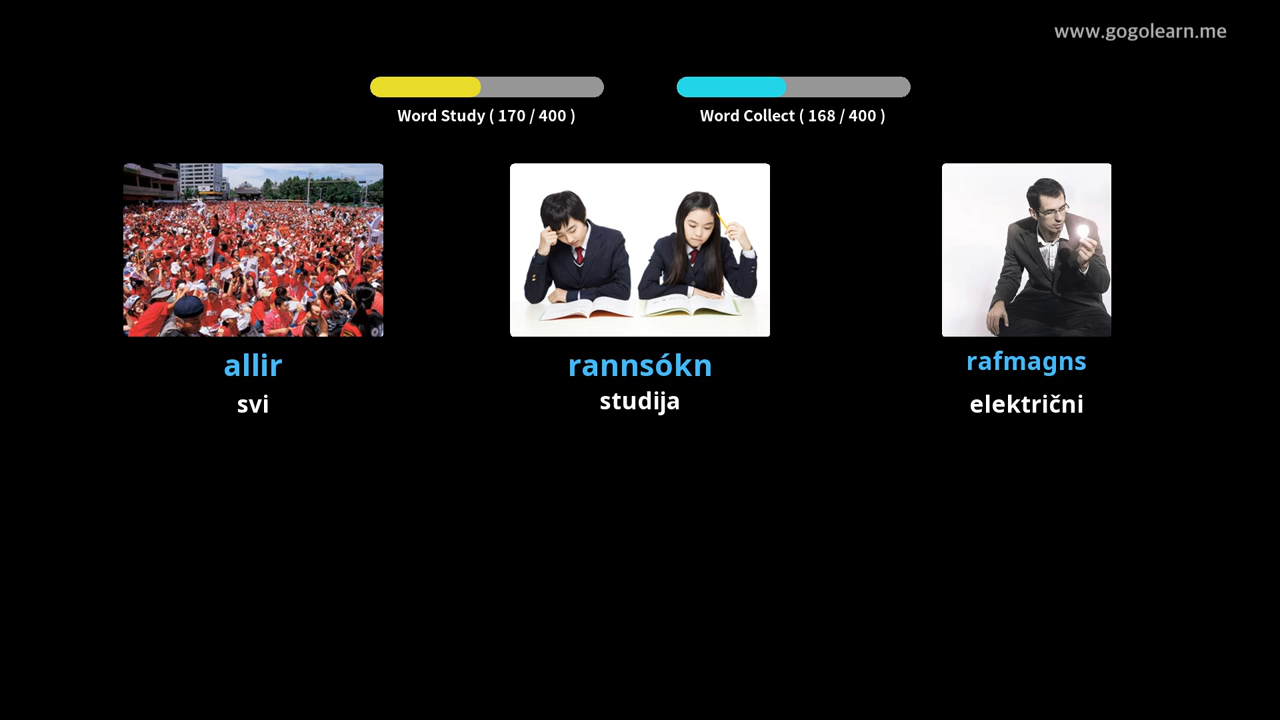 www.gogolearn.me
Word Study ( 170 / 400 )
Word Collect ( 168 / 400 )
allir
rannsókn
rafmagns
svi
studija
električni